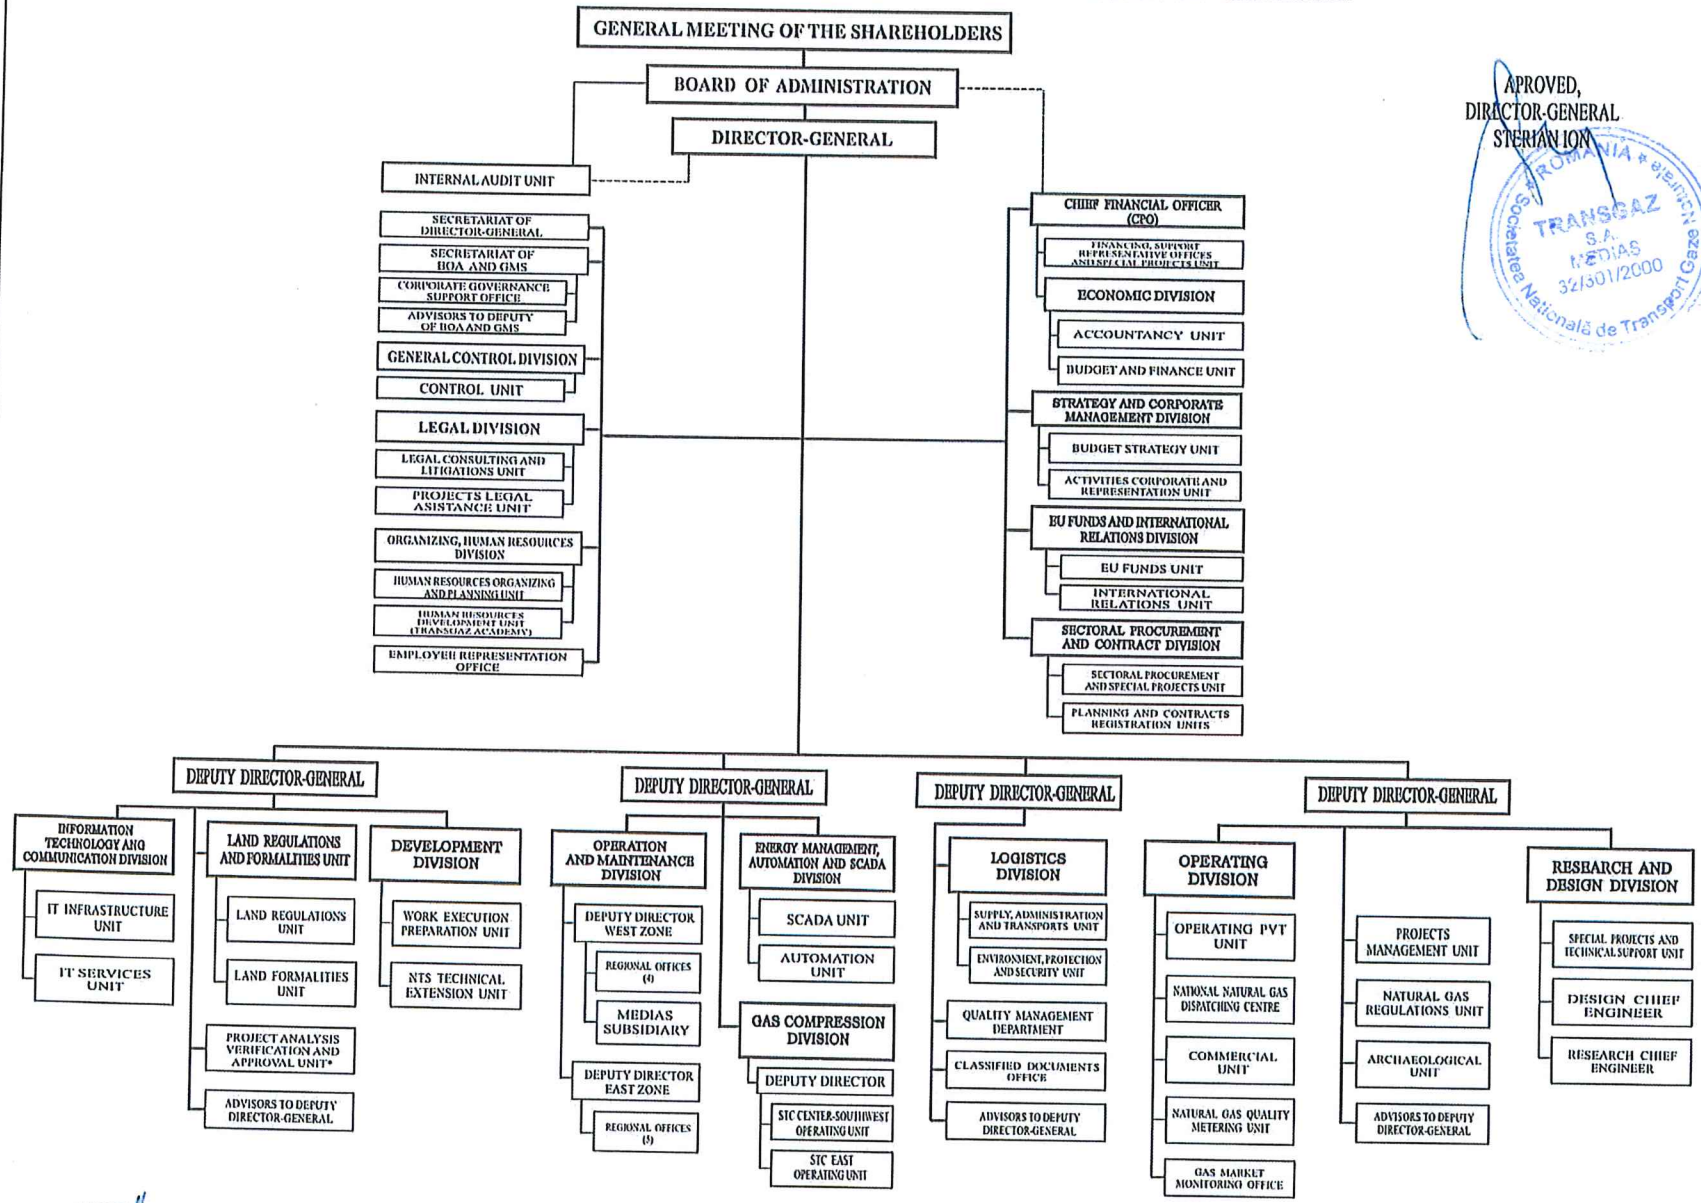 GENERAL MEETING OF THE SHAREHOLDERS
BOARD OF ADMINISTRATION
DIRECTOR-GENERAL
APROVED,
DIRECTOR-GENERAL
STERIAN ION
ROMANIA
Societatea Națională de Transport Gaze Naturale
TRANSGAZ
S.A.
MEDIAS
32/301/2000
INTERNAL AUDIT UNIT
SECRETARIAT OF
DIRECTOR-GENERAL
SECRETARIAT OF
BOA AND GMS
CORPORATE GOVERNANCE
SUPPORT OFFICE
ADVISORS TO DEPUTY
OF BOA AND GMS
GENERAL CONTROL DIVISION
CONTROL UNIT
LEGAL DIVISION
LEGAL CONSULTING AND
LITIGATIONS UNIT
PROJECTS LEGAL
ASISTANCE UNIT
ORGANIZING, HUMAN RESOURCES
DIVISION
HUMAN RESOURCES ORGANIZING
AND PLANNING UNIT
HUMAN RESOURCES
DEVELOPMENT UNIT
(TRANSGAZ ACADEMY)
EMPLOYER REPRESENTATION
OFFICE
CHIEF FINANCIAL OFFICER
(CFO)
FINANCING, SUPPORT
REPRESENTATIVE OFFICES
AND SPECIAL PROJECTS UNIT
ECONOMIC DIVISION
ACCOUNTANCY UNIT
BUDGET AND FINANCE UNIT
STRATEGY AND CORPORATE
MANAGEMENT DIVISION
BUDGET STRATEGY UNIT
ACTIVITIES CORPORATE AND
REPRESENTATION UNIT
EU FUNDS AND INTERNATIONAL
RELATIONS DIVISION
EU FUNDS UNIT
INTERNATIONAL
RELATIONS UNIT
SECTORAL PROCUREMENT
AND CONTRACT DIVISION
SECTORAL PROCUREMENT
AND SPECIAL PROJECTS UNIT
PLANNING AND CONTRACTS
REGISTRATION UNITS
DEPUTY DIRECTOR-GENERAL
INFORMATION
TECHNOLOGY AND
COMMUNICATION DIVISION
IT INFRASTRUCTURE
UNIT
IT SERVICES
UNIT
LAND REGULATIONS
AND FORMALITIES UNIT
LAND REGULATIONS
UNIT
LAND FORMALITIES
UNIT
PROJECT ANALYSIS
VERIFICATION AND
APPROVAL UNIT*
ADVISORS TO DEPUTY
DIRECTOR-GENERAL
DEVELOPMENT
DIVISION
WORK EXECUTION
PREPARATION UNIT
NTS TECHNICAL
EXTENSION UNIT
DEPUTY DIRECTOR-GENERAL
OPERATION
AND MAINTENANCE
DIVISION
DEPUTY DIRECTOR
WEST ZONE
REGIONAL OFFICES
(4)
MEDIAS
SUBSIDIARY
DEPUTY DIRECTOR
EAST ZONE
REGIONAL OFFICES
(5)
ENERGY MANAGEMENT,
AUTOMATION AND SCADA
DIVISION
SCADA UNIT
AUTOMATION
UNIT
GAS COMPRESSION
DIVISION
DEPUTY DIRECTOR
STC CENTER-SOUTHWEST
OPERATING UNIT
STC EAST
OPERATING UNIT
DEPUTY DIRECTOR-GENERAL
LOGISTICS
DIVISION
SUPPLY, ADMINISTRATION
AND TRANSPORTS UNIT
ENVIRONMENT, PROTECTION
AND SECURITY UNIT
QUALITY MANAGEMENT
DEPARTMENT
CLASSIFIED DOCUMENTS
OFFICE
ADVISORS TO DEPUTY
DIRECTOR-GENERAL
DEPUTY DIRECTOR-GENERAL
OPERATING
DIVISION
OPERATING PVT
UNIT
NATIONAL NATURAL GAS
DISPATCHING CENTRE
COMMERCIAL
UNIT
NATURAL GAS QUALITY
METERING UNIT
GAS MARKET
MONITORING OFFICE
PROJECTS
MANAGEMENT UNIT
NATURAL GAS
REGULATIONS UNIT
ARCHAEOLOGICAL
UNIT
ADVISORS TO DEPUTY
DIRECTOR-GENERAL
RESEARCH AND
DESIGN DIVISION
SPECIAL PROJECTS AND
TECHNICAL SUPPORT UNIT
DESIGN CHIEF
ENGINEER
RESEARCH CHIEF
ENGINEER